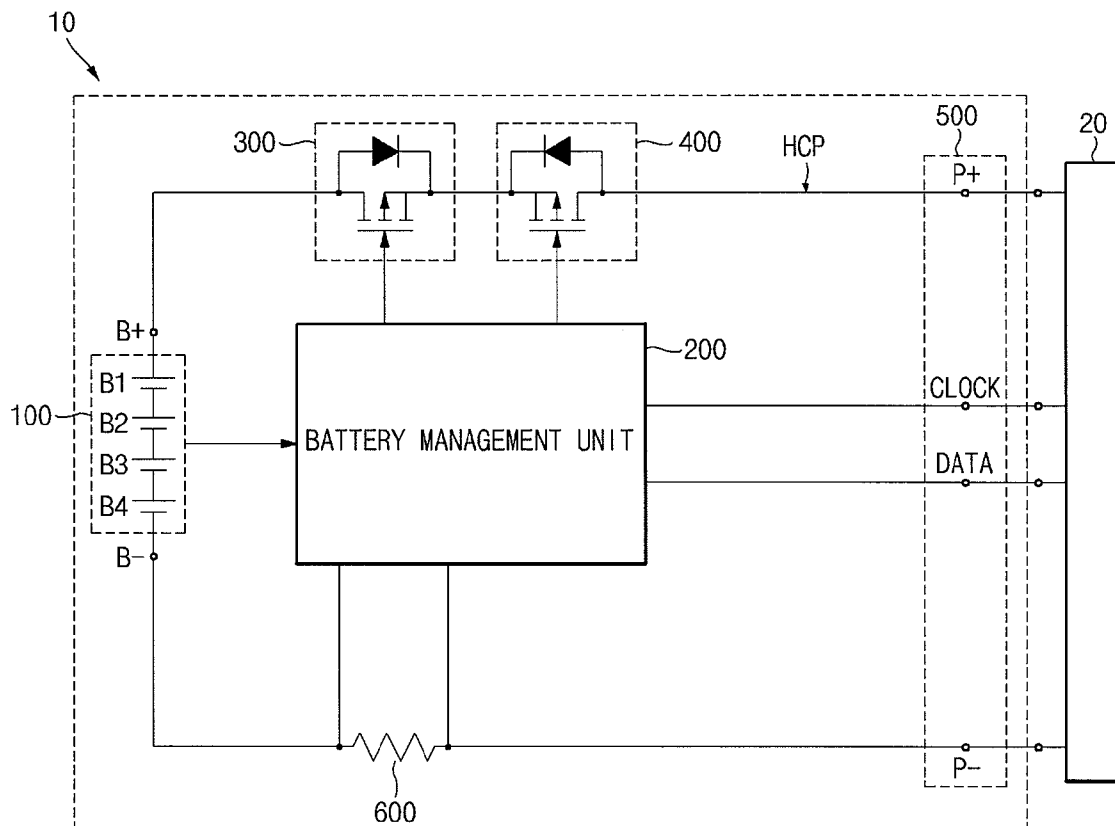 10
300
400
HCP
500
20
P+
B+
200
B1
CLOCK
100
B2
BATTERY MANAGEMENT UNIT
B3
DATA
B4
B-
P-
600